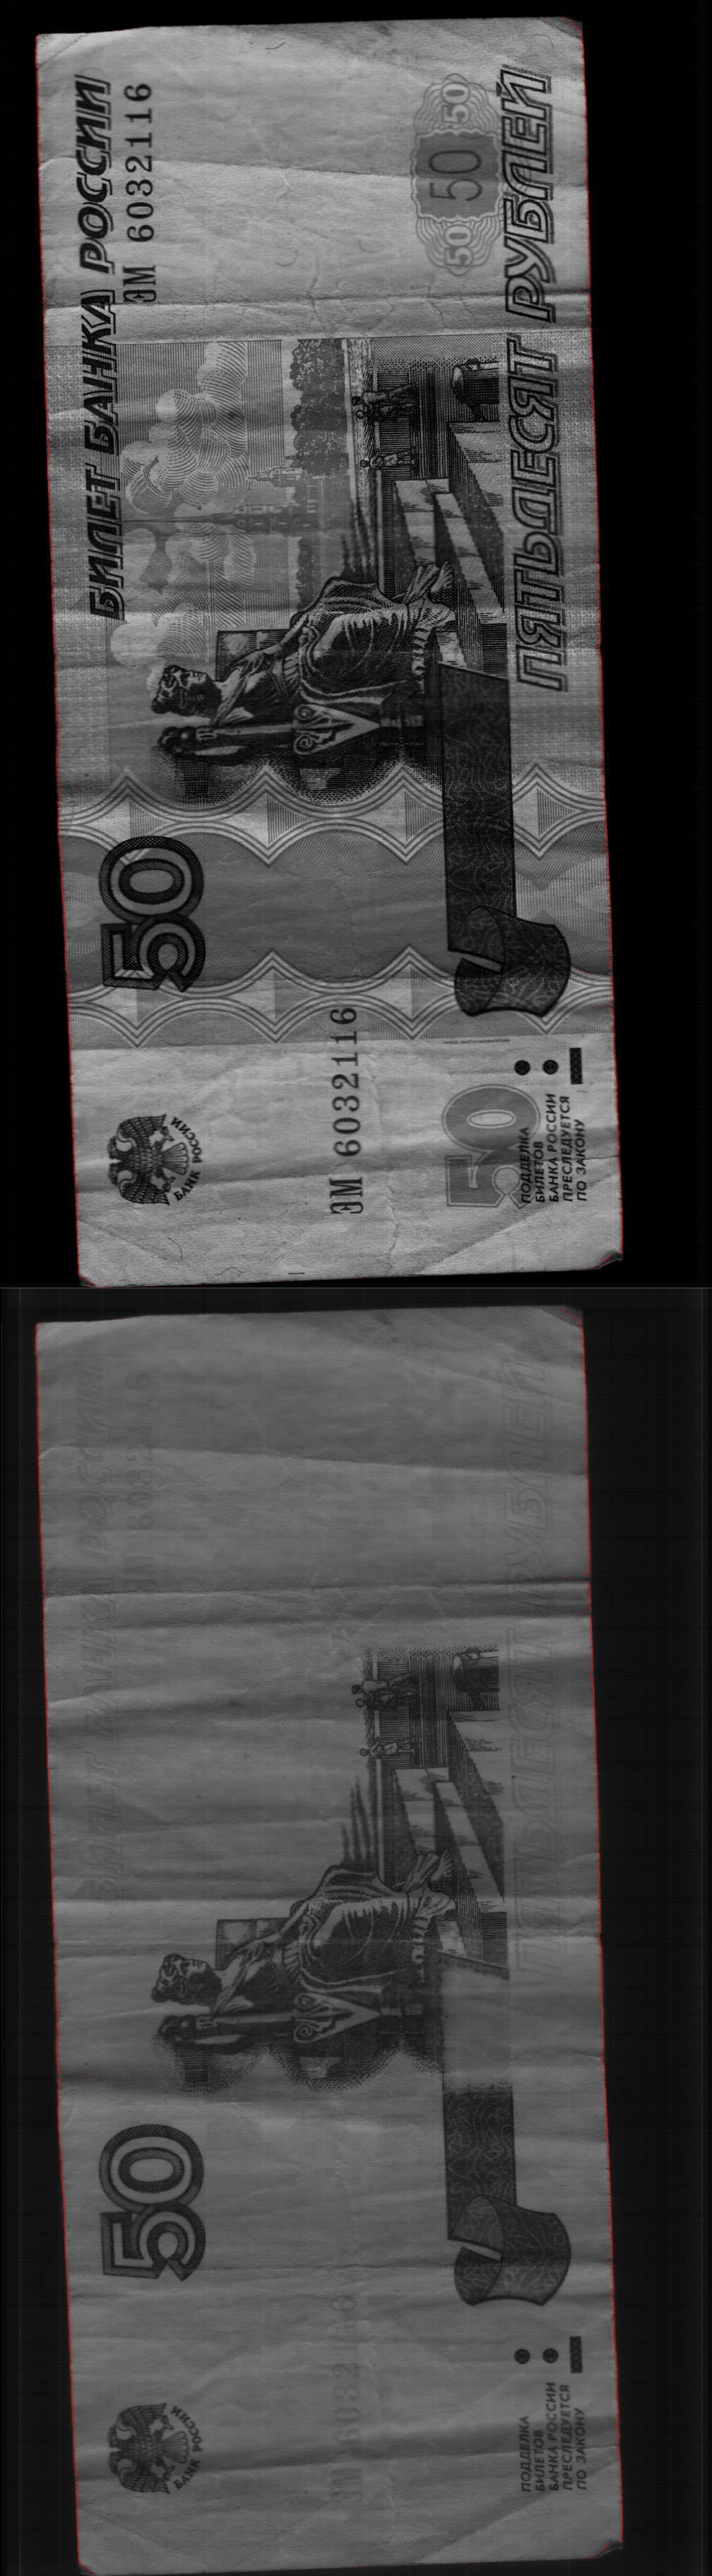 БИЛЕТ БАНКА РОССИИ
ЭМ 6032116
50
50
50
ПЯТЬДЕСЯТ РУБЛЕЙ
50
БАНК РОССИИ
ЭМ 6032116
50
ПОДДЕЛКА
БИЛЕТОВ
БАНКА РОССИИ
ПРЕСЛЕДУЕТСЯ
ПО ЗАКОНУ
БИЛЕТ БАНКА РОССИИ
ЭМ 6032116
ПЯТЬДЕСЯТ РУБЛЕЙ
50
БАНК РОССИИ
ЭМ 6032116
ПОДДЕЛКА
БИЛЕТОВ
БАНКА РОССИИ
ПРЕСЛЕДУЕТСЯ
ПО ЗАКОНУ